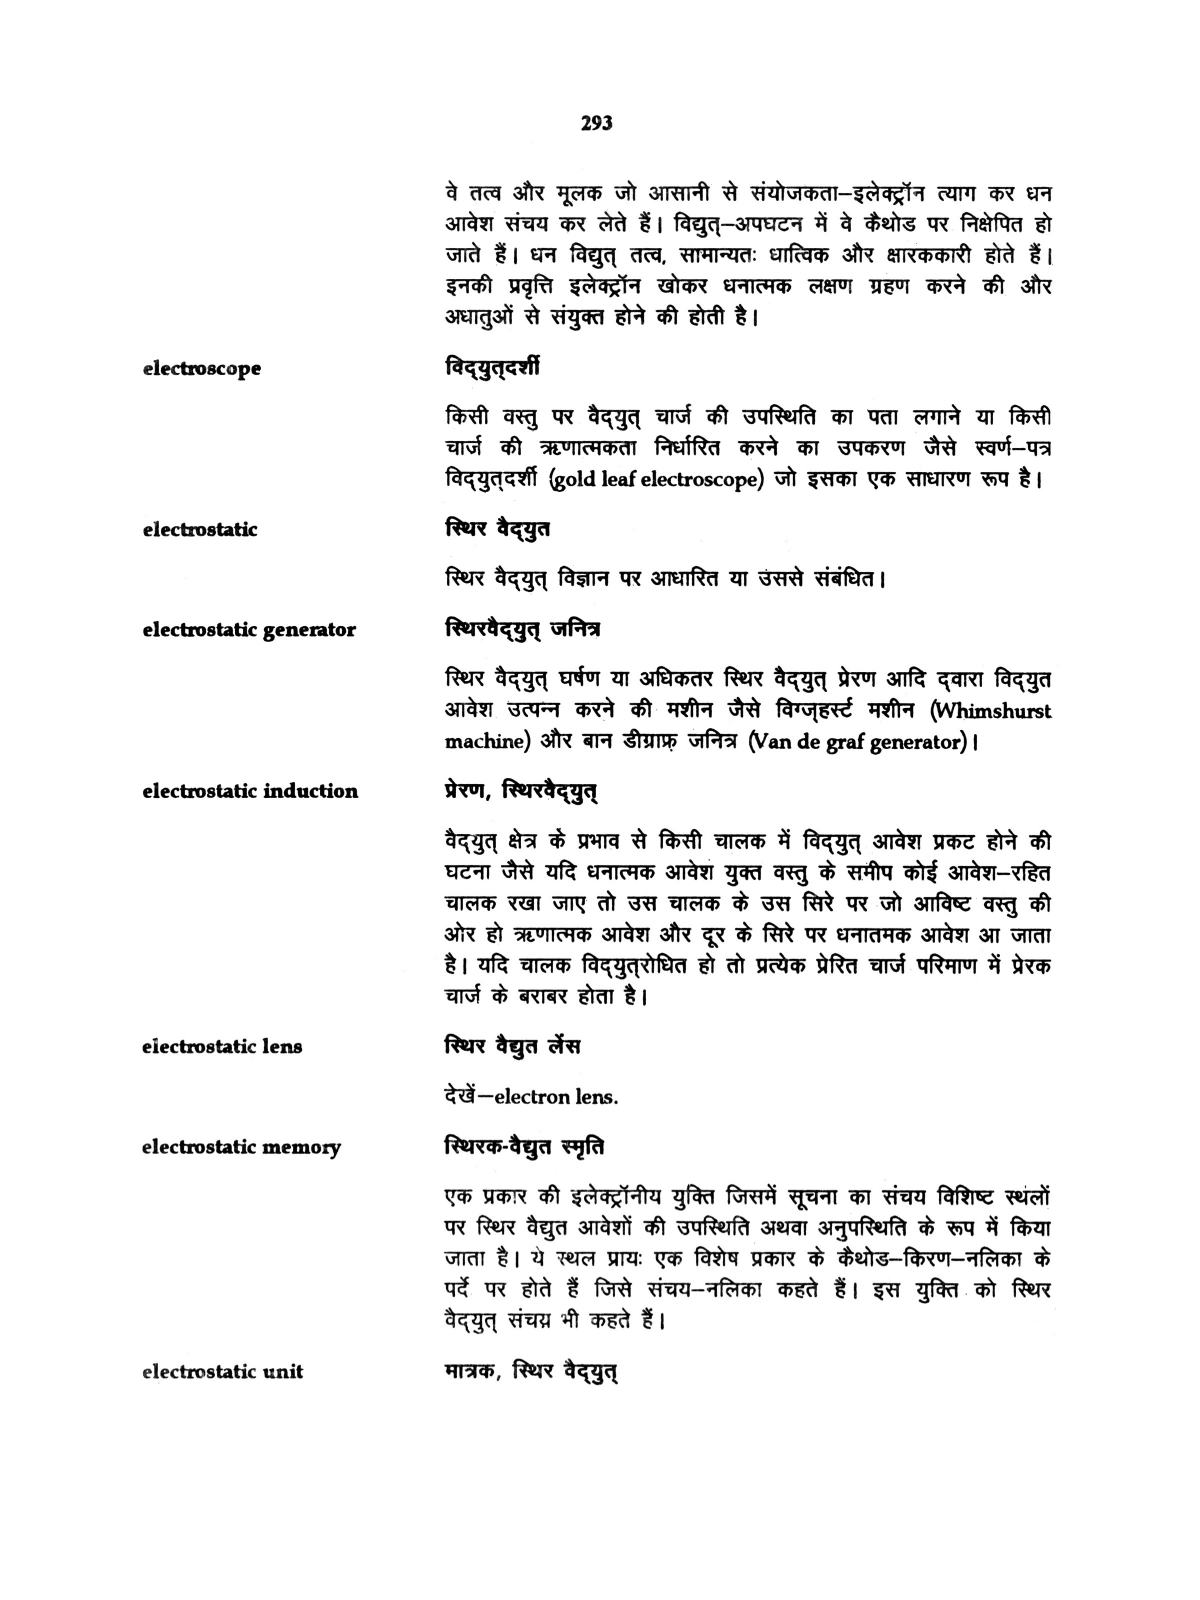 293
वे तत्व और मूलक जो आसानी से संयोजकता–इलेक्ट्रॉन त्याग कर धन
आवेश संचय कर लेते हैं। विद्युत्–अपघटन में वे कैथोड पर निक्षेपित हो
जाते हैं। धन विद्युत् तत्व, सामान्यतः धात्विक और क्षारककारी होते हैं।
इनकी प्रवृत्ति इलेक्ट्रॉन खोकर धनात्मक लक्षण ग्रहण करने की और
अधातुओं से संयुक्त होने की होती है।
electroscope विद्‌युत्‌दर्शी
किसी वस्तु पर वैद्‌युत् चार्ज की उपस्थिति का पता लगाने या किसी
चार्ज की ऋणात्मकता निर्धारित करने का उपकरण जैसे स्वर्ण–पत्र
विद्‌युत्‌दर्शी (gold leaf electroscope) जो इसका एक साधारण रूप है।
electrostatic स्थिर वैद्‌युत
स्थिर वैद्‌युत् विज्ञान पर आधारित या उससे संबंधित।
electrostatic generator स्थिरवैद्‌युत् जनित्र
स्थिर वैद्‌युत् घर्षण या अधिकतर स्थिर वैद्‌युत् प्रेरण आदि द्‌वारा विद्‌युत
आवेश उत्पन्न करने की मशीन जैसे विग्ज्‌हर्स्ट मशीन (Whimshurst
machine) और बान डीग्राफ़ जनित्र (Van de graf generator)।
electrostatic induction प्रेरण, स्थिरवैद्‌युत्
वैद्‌युत् क्षेत्र के प्रभाव से किसी चालक में विद्‌युत् आवेश प्रकट होने की
घटना जैसे यदि धनात्मक आवेश युक्त वस्तु के समीप कोई आवेश–रहित
चालक रखा जाए तो उस चालक के उस सिरे पर जो आविष्ट वस्तु की
ओर हो ऋणात्मक आवेश और दूर के सिरे पर धनातमक आवेश आ जाता
है। यदि चालक विद्‌युत्‌रोधित हो तो प्रत्येक प्रेरित चार्ज परिमाण में प्रेरक
चार्ज के बराबर होता है।
electrostatic lens स्थिर वैद्युत लेंस
देखें—electron lens.
electrostatic memory स्थिरक-वैद्युत स्मृति
एक प्रकार की इलेक्ट्रॉनीय युक्ति जिसमें सूचना का संचय विशिष्ट स्थलों
पर स्थिर वैद्युत आवेशों की उपस्थिति अथवा अनुपस्थिति के रूप में किया
जाता है। ये स्थल प्रायः एक विशेष प्रकार के कैथोड–किरण–नलिका के
पर्दे पर होते हैं जिसे संचय–नलिका कहते हैं। इस युक्ति को स्थिर
वैद्‌युत् संचय भी कहते हैं।
electrostatic unit मात्रक, स्थिर वैद्‌युत्